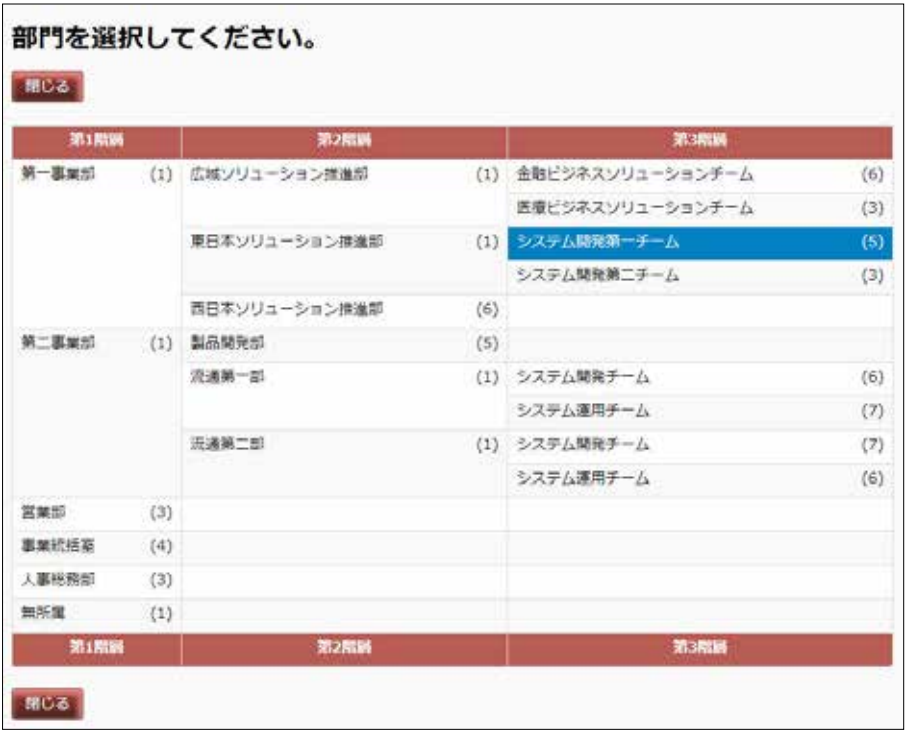 部門を選択してください。
閉じる
第1階層 第2階層 第3階層
第一事業部 (1) 広域ソリューション推進部 (1) 金融ビジネスソリューションチーム (6)
医療ビジネスソリューションチーム (3)
東日本ソリューション推進部 (1) システム開発第一チーム (5)
システム開発第二チーム (3)
西日本ソリューション推進部 (6)
第二事業部 (1) 製品開発部 (5)
流通第一部 (1) システム開発チーム (6)
システム運用チーム (7)
流通第二部 (1) システム開発チーム (7)
システム運用チーム (6)
営業部 (3)
事業統括室 (4)
人事総務部 (3)
無所属 (1)
第1階層 第2階層 第3階層
閉じる